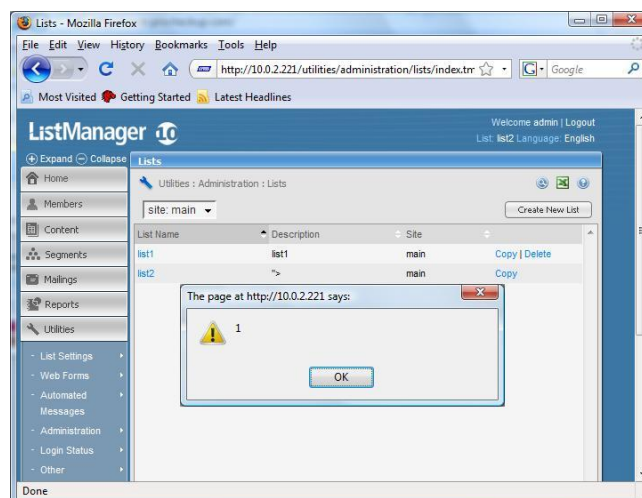 Lists - Mozilla Firefox
File Edit View History Bookmarks Tools Help
http://10.0.2.221/utilities/administration/lists/index.tm G Google
Most Visited Getting Started Latest Headlines
ListManager 10
Welcome admin | Logout
List: list2 Language: English
Expand Collapse
Lists
Home
Utilities : Administration : Lists
Members
site: main
Create New List
Content
List Name Description Site
Segments
list1 list1 main Copy | Delete
Mailings
list2 "> main Copy
Reports
The page at http://10.0.2.221 says:
1
OK
Utilities
- List Settings
- Web Forms
- Automated
Messages
- Administration
- Login Status
- Other
Done